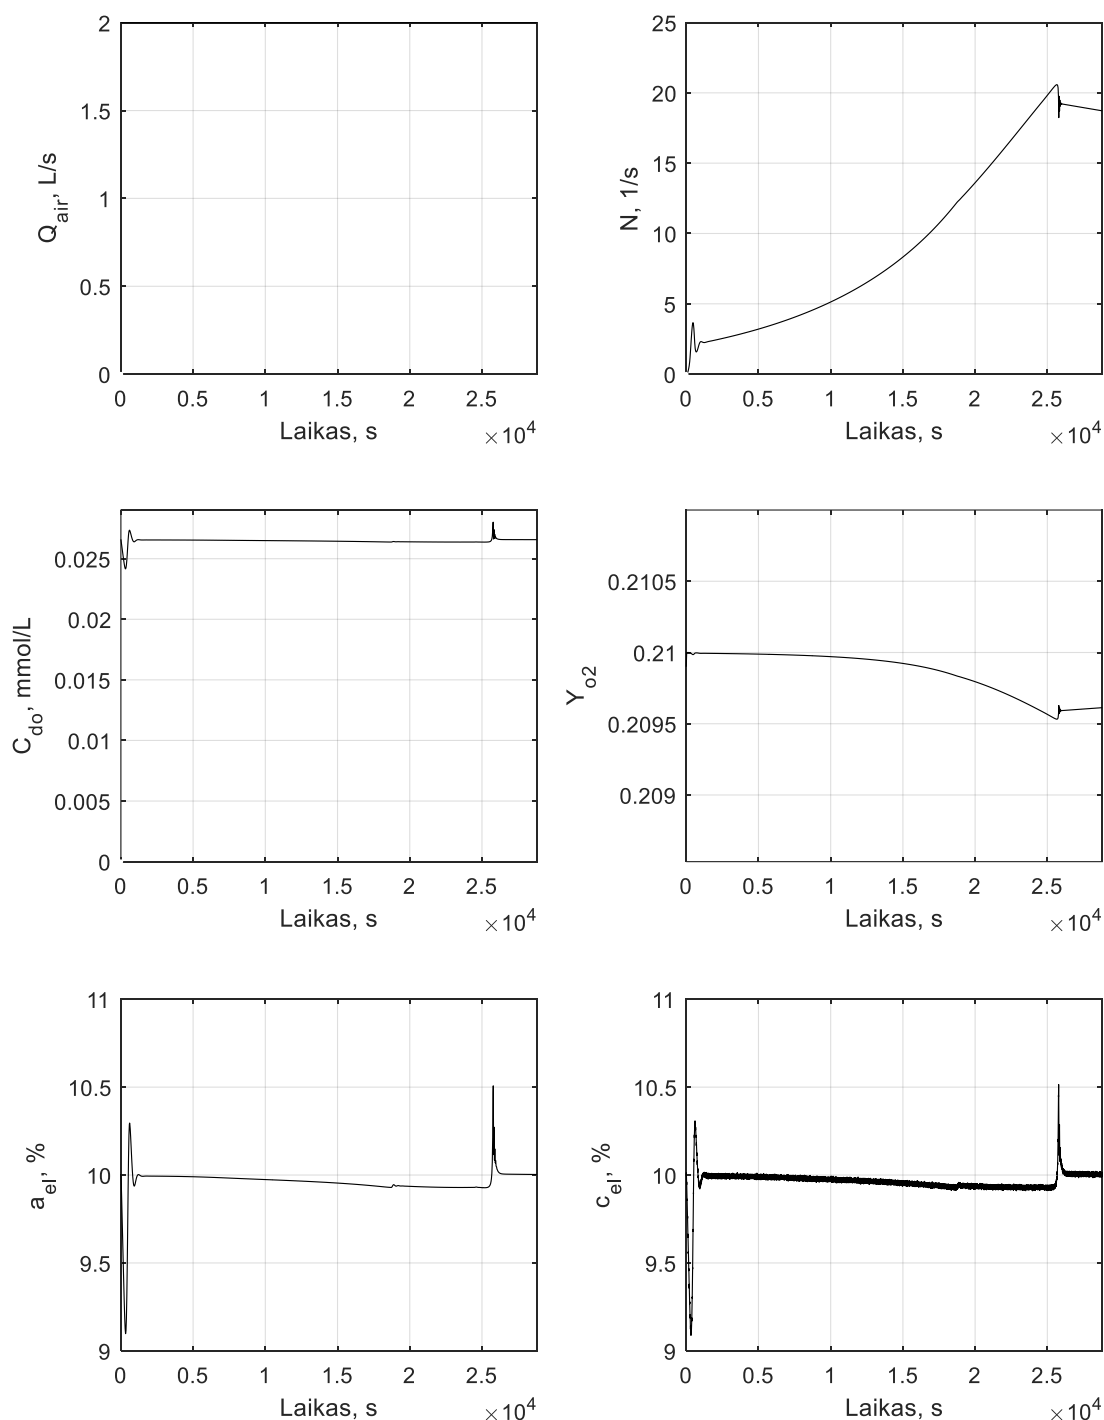 2
1.5
1
0.5
0
Q_air, L/s
0 0.5 1 1.5 2 2.5
Laikas, s
×10^4
25
20
15
10
5
0
N, 1/s
0 0.5 1 1.5 2 2.5
Laikas, s
×10^4
0.025
0.02
0.015
0.01
0.005
0
C_do, mmol/L
0 0.5 1 1.5 2 2.5
Laikas, s
×10^4
0.2105
0.21
0.2095
0.209
Y_o2
0 0.5 1 1.5 2 2.5
Laikas, s
×10^4
11
10.5
10
9.5
9
a_el, %
0 0.5 1 1.5 2 2.5
Laikas, s
×10^4
11
10.5
10
9.5
9
c_el, %
0 0.5 1 1.5 2 2.5
Laikas, s
×10^4